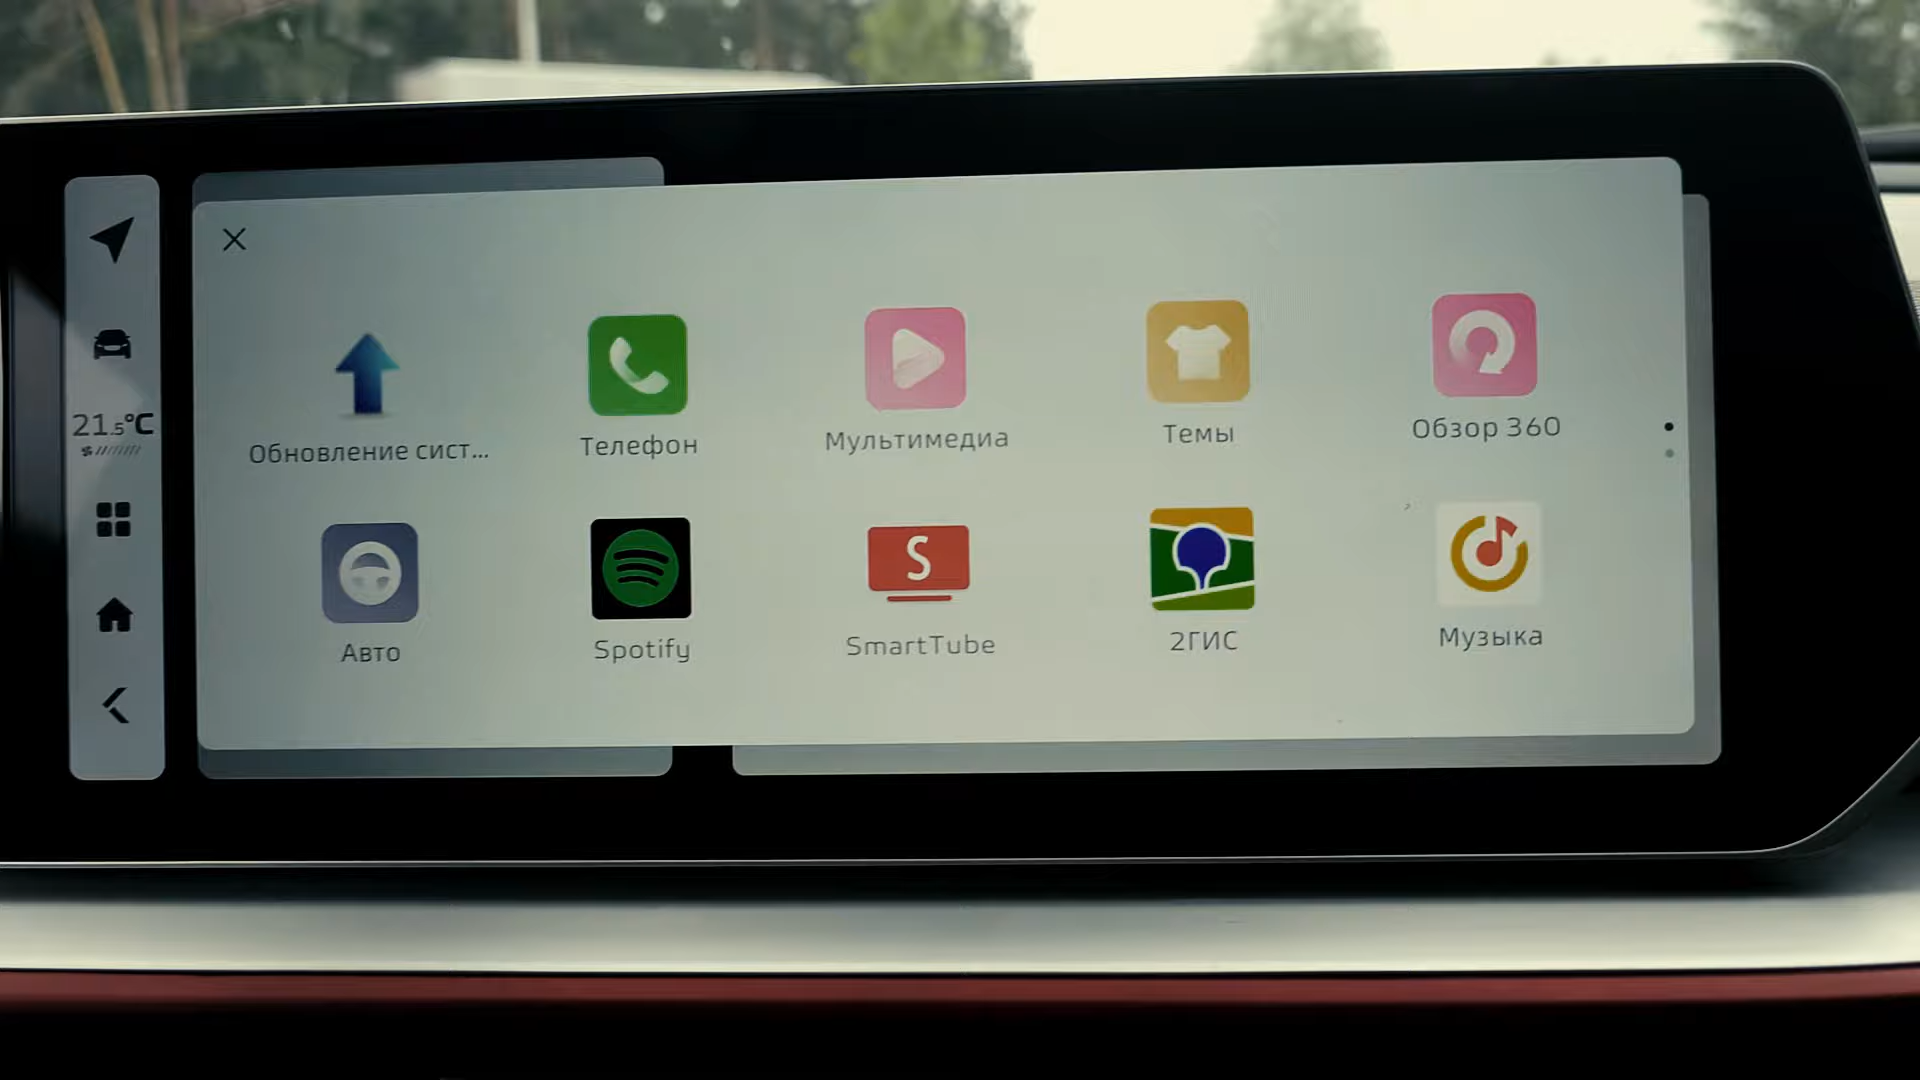 21.5°C
Обновление сист...
Телефон
Мультимедиа
Темы
Обзор 360
S
Авто
Spotify
SmartTube
2ГИС
Музыка